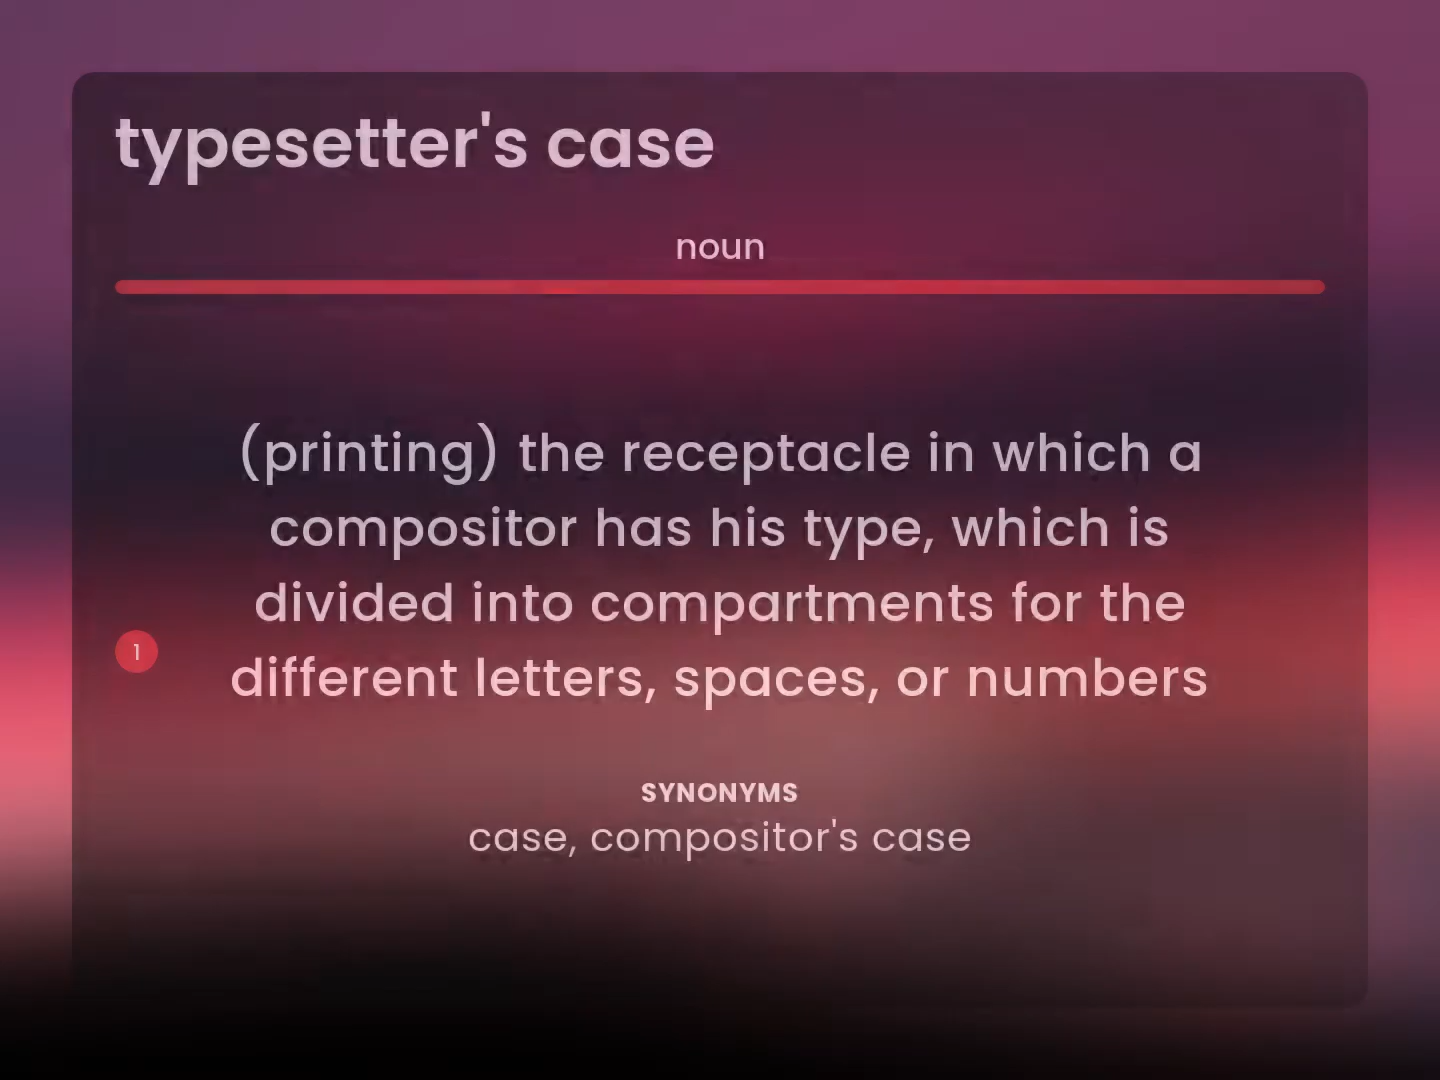 typesetter's case
noun
(printing) the receptacle in which a
compositor has his type, which is
divided into compartments for the
1
different letters, spaces, or numbers
SYNONYMS
case, compositor's case